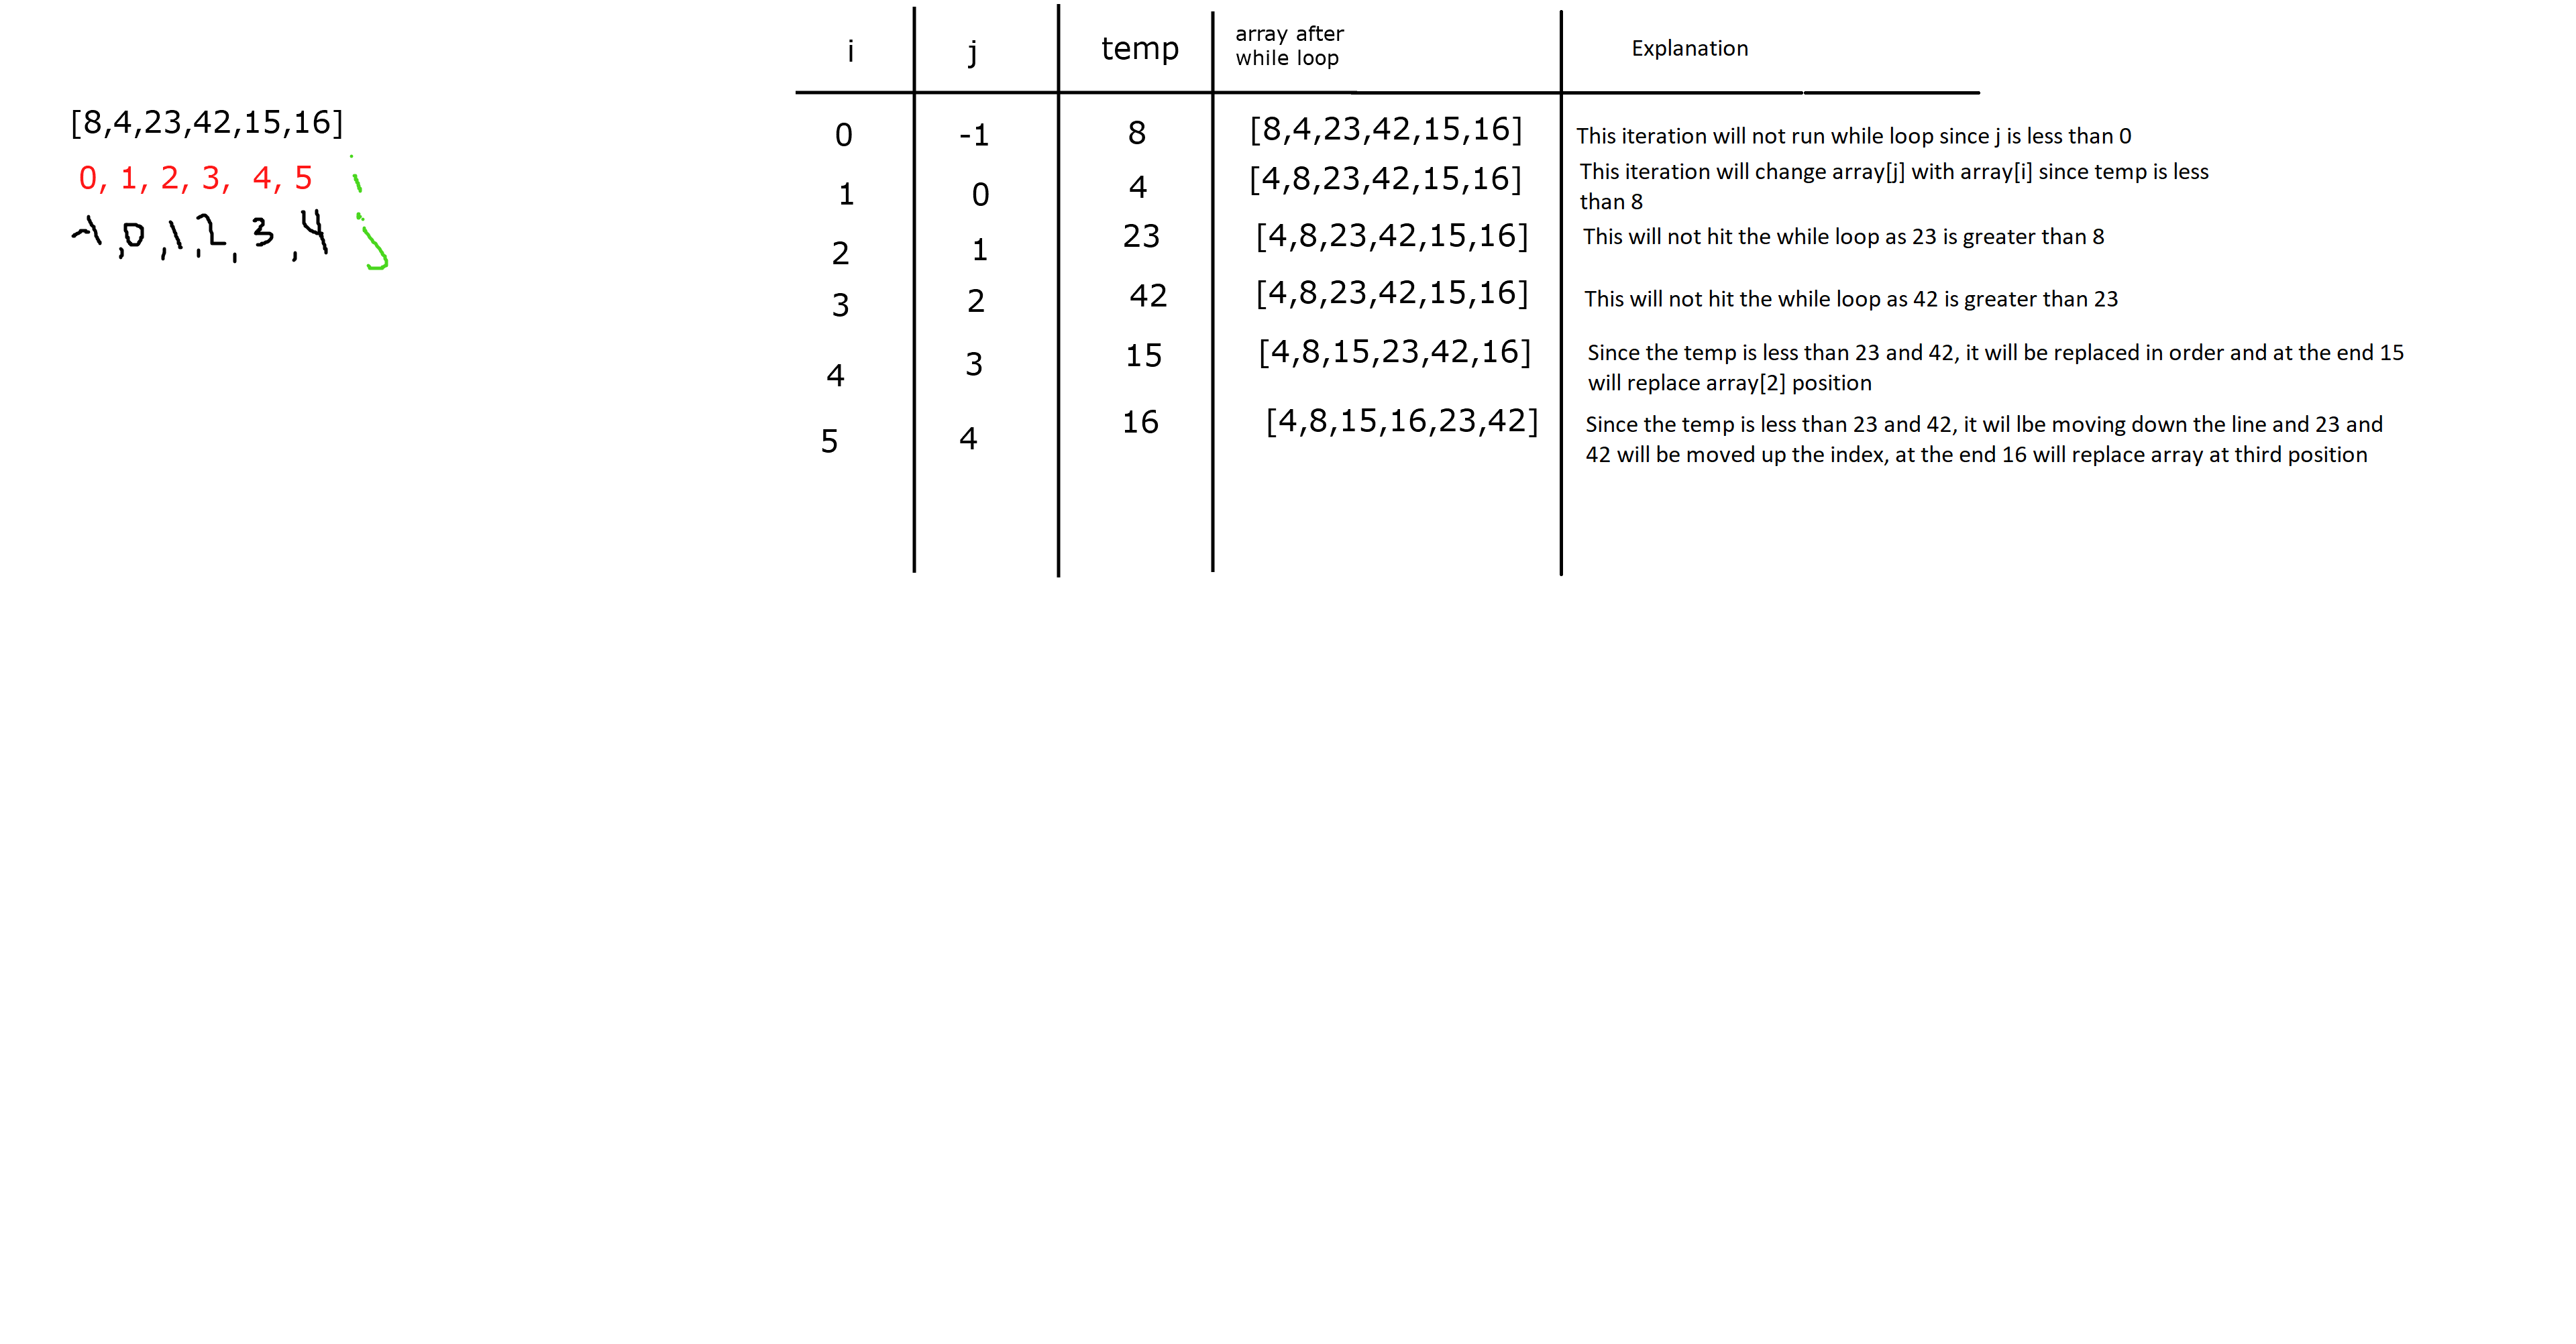 [8,4,23,42,15,16]
0, 1, 2, 3, 4, 5 i
-1,0,1,2,3,4 j
i j temp array after
while loop Explanation
0 -1 8 [8,4,23,42,15,16] This iteration will not run while loop since j is less than 0
1 0 4 [4,8,23,42,15,16] This iteration will change array[j] with array[i] since temp is less
than 8
2 1 23 [4,8,23,42,15,16] This will not hit the while loop as 23 is greater than 8
3 2 42 [4,8,23,42,15,16] This will not hit the while loop as 42 is greater than 23
4 3 15 [4,8,15,23,42,16] Since the temp is less than 23 and 42, it will be replaced in order and at the end 15
will replace array[2] position
5 4 16 [4,8,15,16,23,42] Since the temp is less than 23 and 42, it wil lbe moving down the line and 23 and
42 will be moved up the index, at the end 16 will replace array at third position